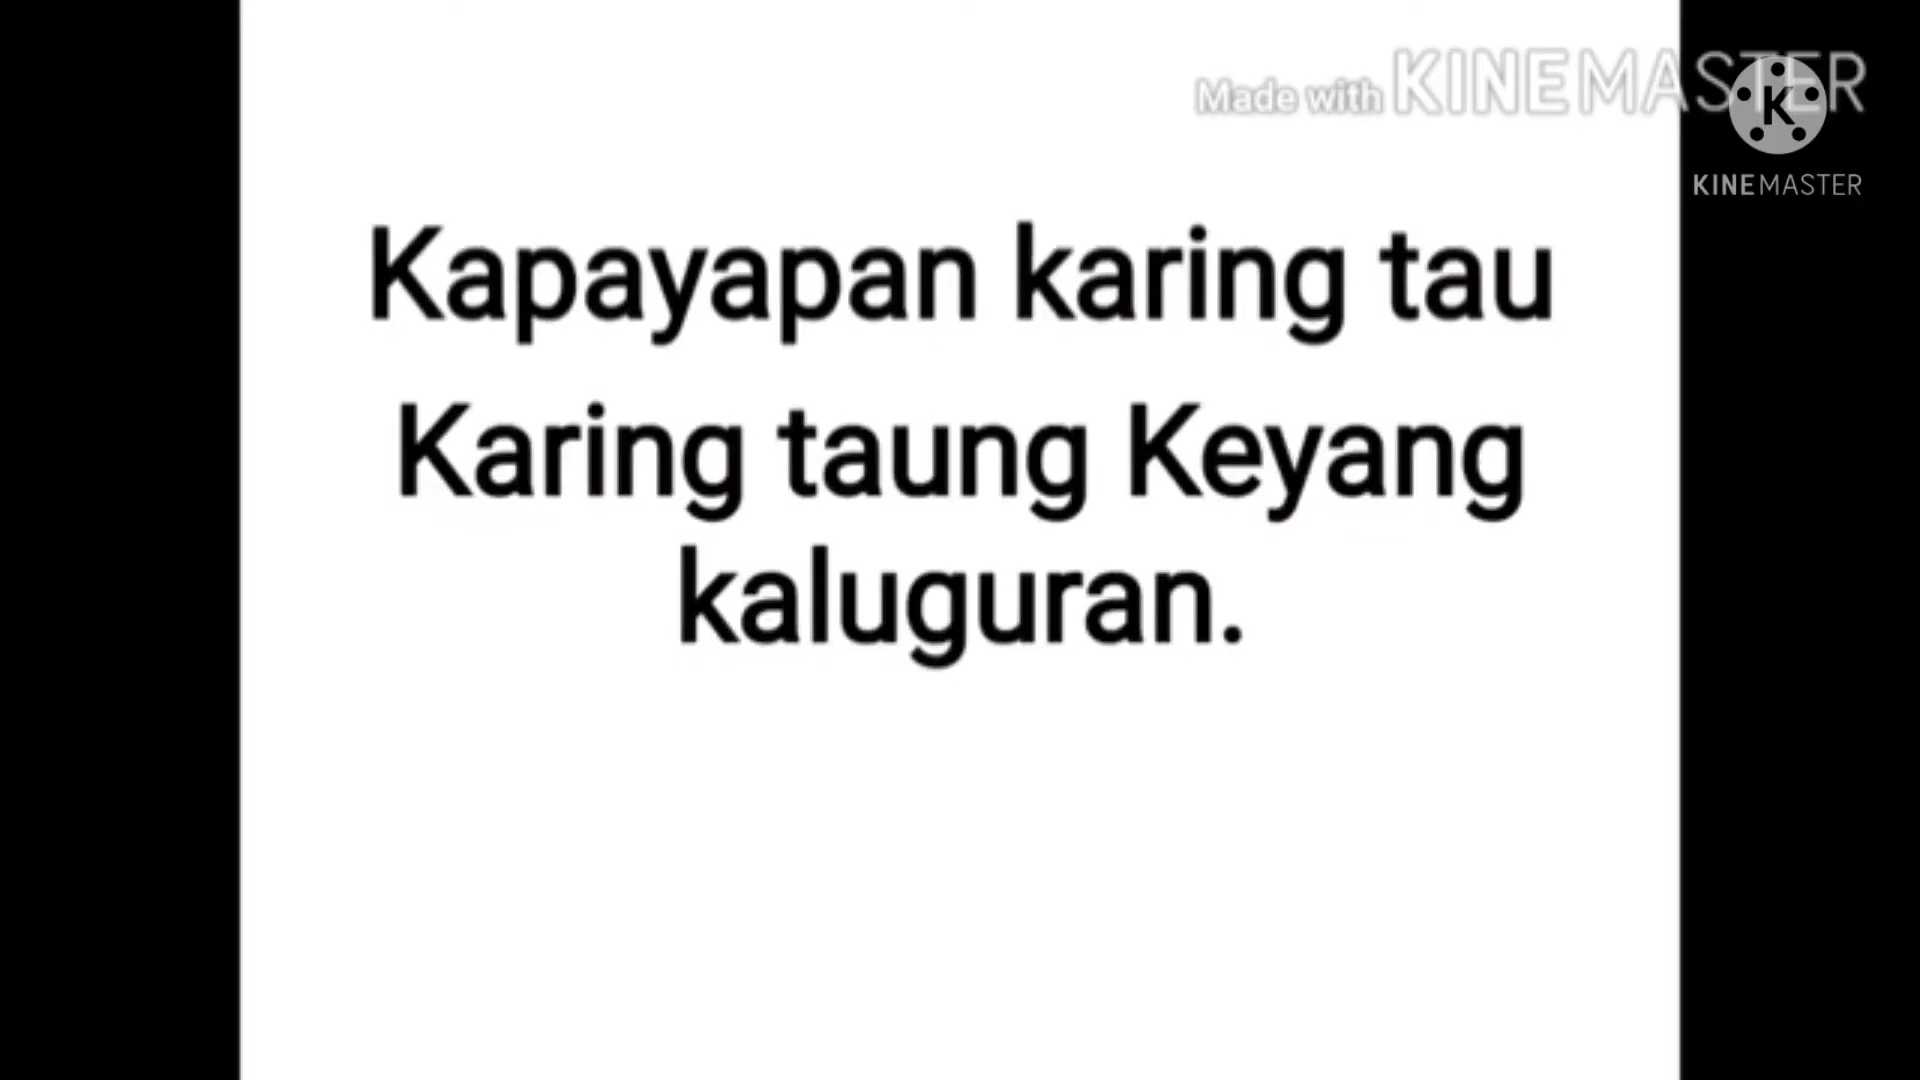 Made with KINEMASTER
KINEMASTER
Kapayapan karing tau
Karing taung Keyang
kaluguran.